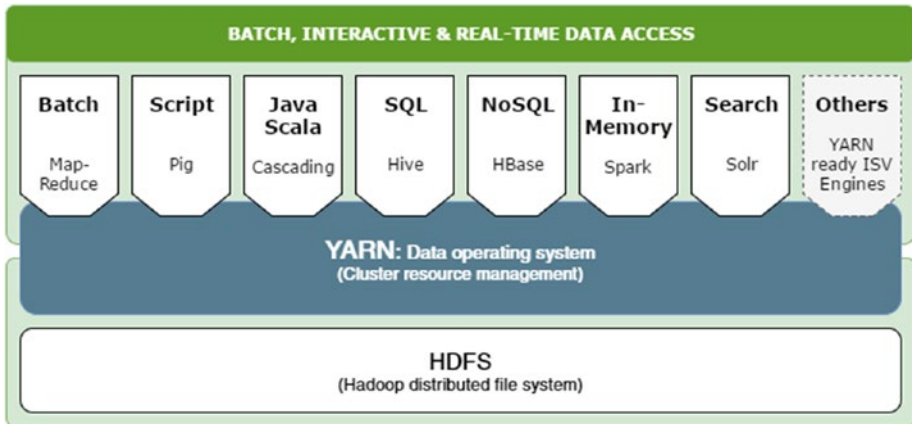 BATCH, INTERACTIVE & REAL-TIME DATA ACCESS
Batch
Map-
Reduce
Script
Pig
Java
Scala
Cascading
SQL
Hive
NoSQL
HBase
In-
Memory
Spark
Search
Solr
Others
YARN
ready ISV
Engines
YARN: Data operating system
(Cluster resource management)
HDFS
(Hadoop distributed file system)